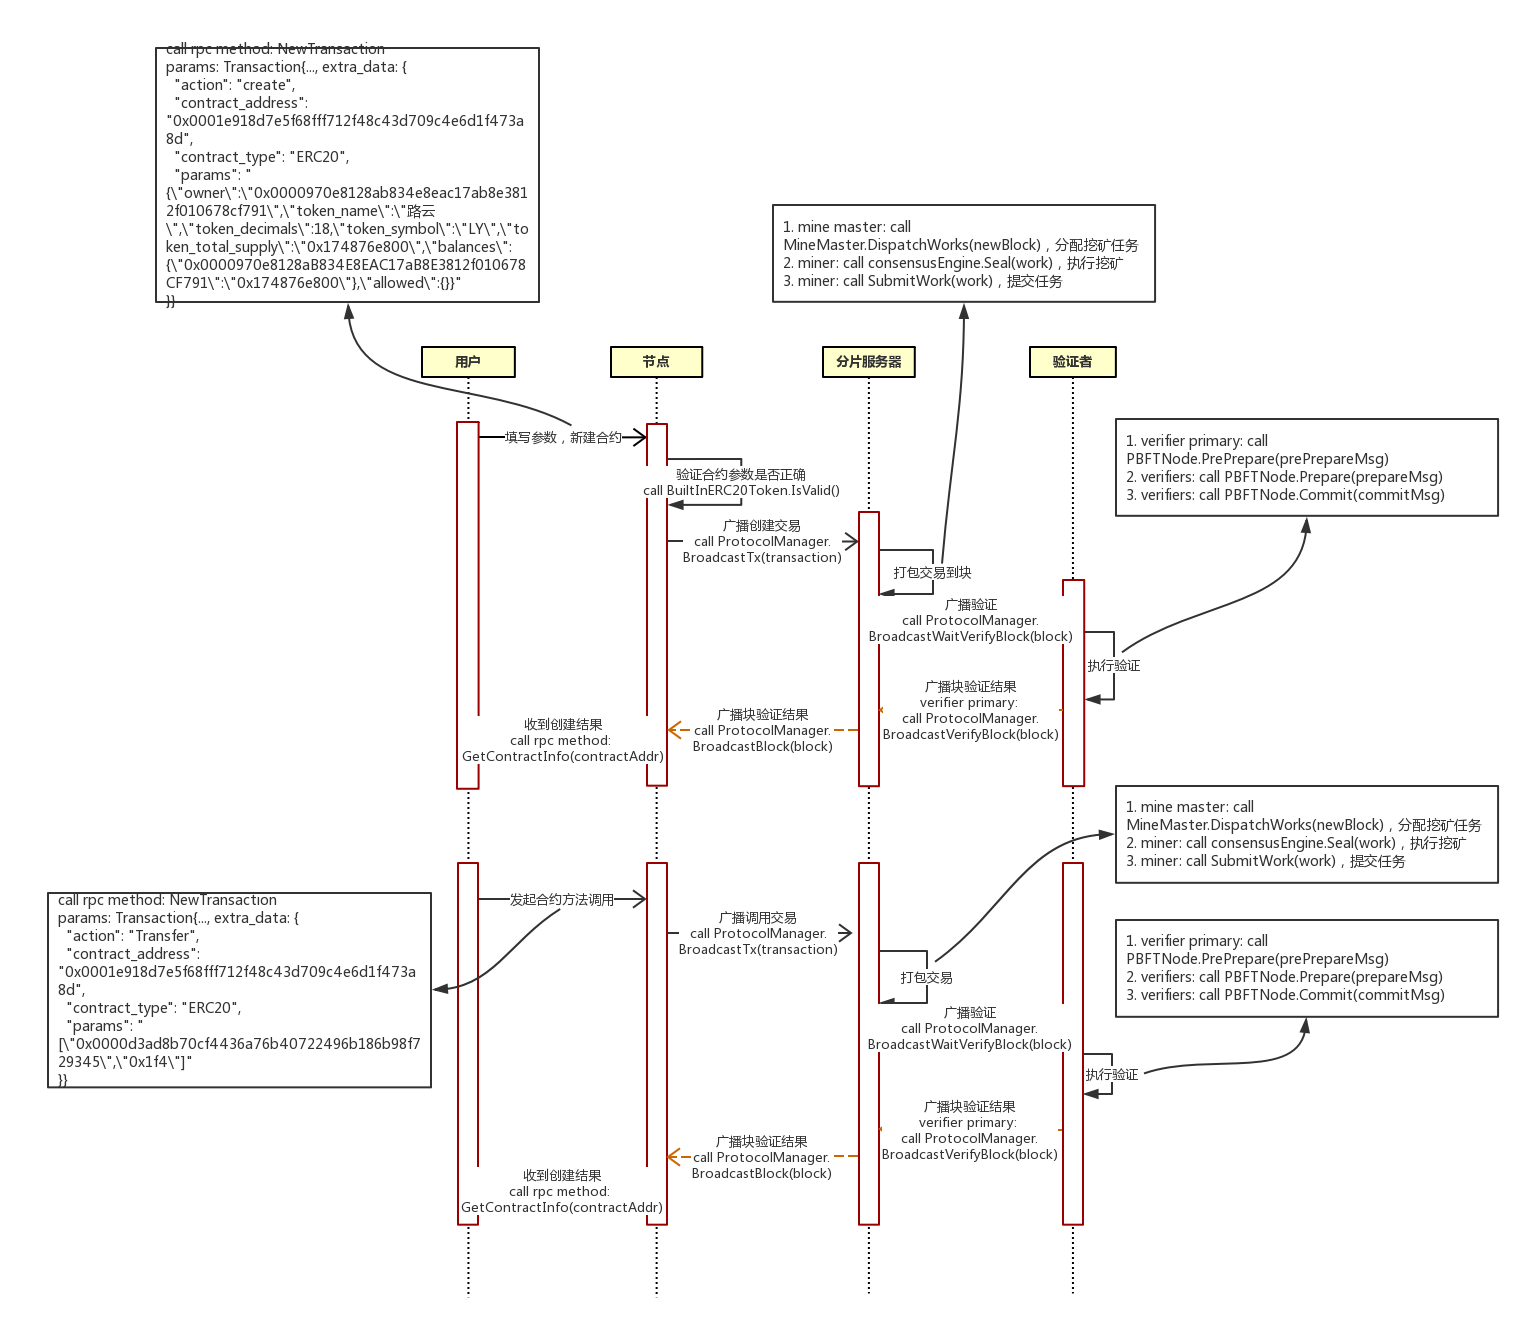 call rpc method: NewTransaction
params: Transaction{..., extra_data: {
"action": "create",
"contract_address":
"0x0001e918d7e5f68fff712f48c43d709c4e6d1f473a
8d",
"contract_type": "ERC20",
"params": "
{\"owner\":\"0x0000970e8128ab834e8eac17ab8e381
2f010678cf791\",\"token_name\":\"路云
\",\"token_decimals\":18,\"token_symbol\":\"LY\",\"to
ken_total_supply\":\"0x174876e800\",\"balances\":
{\"0x0000970e8128aB834E8EAC17aB8E3812f010678
CF791\":\"0x174876e800\"},\"allowed\":{}}"
}}
1. mine master: call
MineMaster.DispatchWorks(newBlock)，分配挖矿任务
2. miner: call consensusEngine.Seal(work)，执行挖矿
3. miner: call SubmitWork(work)，提交任务
用户
节点
分片服务器
验证者
1. verifier primary: call
PBFTNode.PrePrepare(prePrepareMsg)
2. verifiers: call PBFTNode.Prepare(prepareMsg)
3. verifiers: call PBFTNode.Commit(commitMsg)
填写参数，新建合约
验证合约参数是否正确
call BuiltInERC20Token.IsValid()
广播创建交易
call ProtocolManager.
BroadcastTx(transaction)
打包交易到块
广播验证
call ProtocolManager.
BroadcastWaitVerifyBlock(block)
执行验证
广播块验证结果
verifier primary:
call ProtocolManager.
BroadcastVerifyBlock(block)
广播块验证结果
call ProtocolManager.
BroadcastBlock(block)
收到创建结果
call rpc method:
GetContractInfo(contractAddr)
1. mine master: call
MineMaster.DispatchWorks(newBlock)，分配挖矿任务
2. miner: call consensusEngine.Seal(work)，执行挖矿
3. miner: call SubmitWork(work)，提交任务
call rpc method: NewTransaction
params: Transaction{..., extra_data: {
"action": "Transfer",
"contract_address":
"0x0001e918d7e5f68fff712f48c43d709c4e6d1f473a
8d",
"contract_type": "ERC20",
"params": "
[\"0x0000d3ad8b70cf4436a76b40722496b186b98f7
29345\",\"0x1f4\"]"
}}
发起合约方法调用
广播调用交易
call ProtocolManager.
BroadcastTx(transaction)
打包交易
1. verifier primary: call
PBFTNode.PrePrepare(prePrepareMsg)
2. verifiers: call PBFTNode.Prepare(prepareMsg)
3. verifiers: call PBFTNode.Commit(commitMsg)
广播验证
call ProtocolManager.
BroadcastWaitVerifyBlock(block)
执行验证
广播块验证结果
verifier primary:
call ProtocolManager.
BroadcastVerifyBlock(block)
广播块验证结果
call ProtocolManager.
BroadcastBlock(block)
收到创建结果
call rpc method:
GetContractInfo(contractAddr)